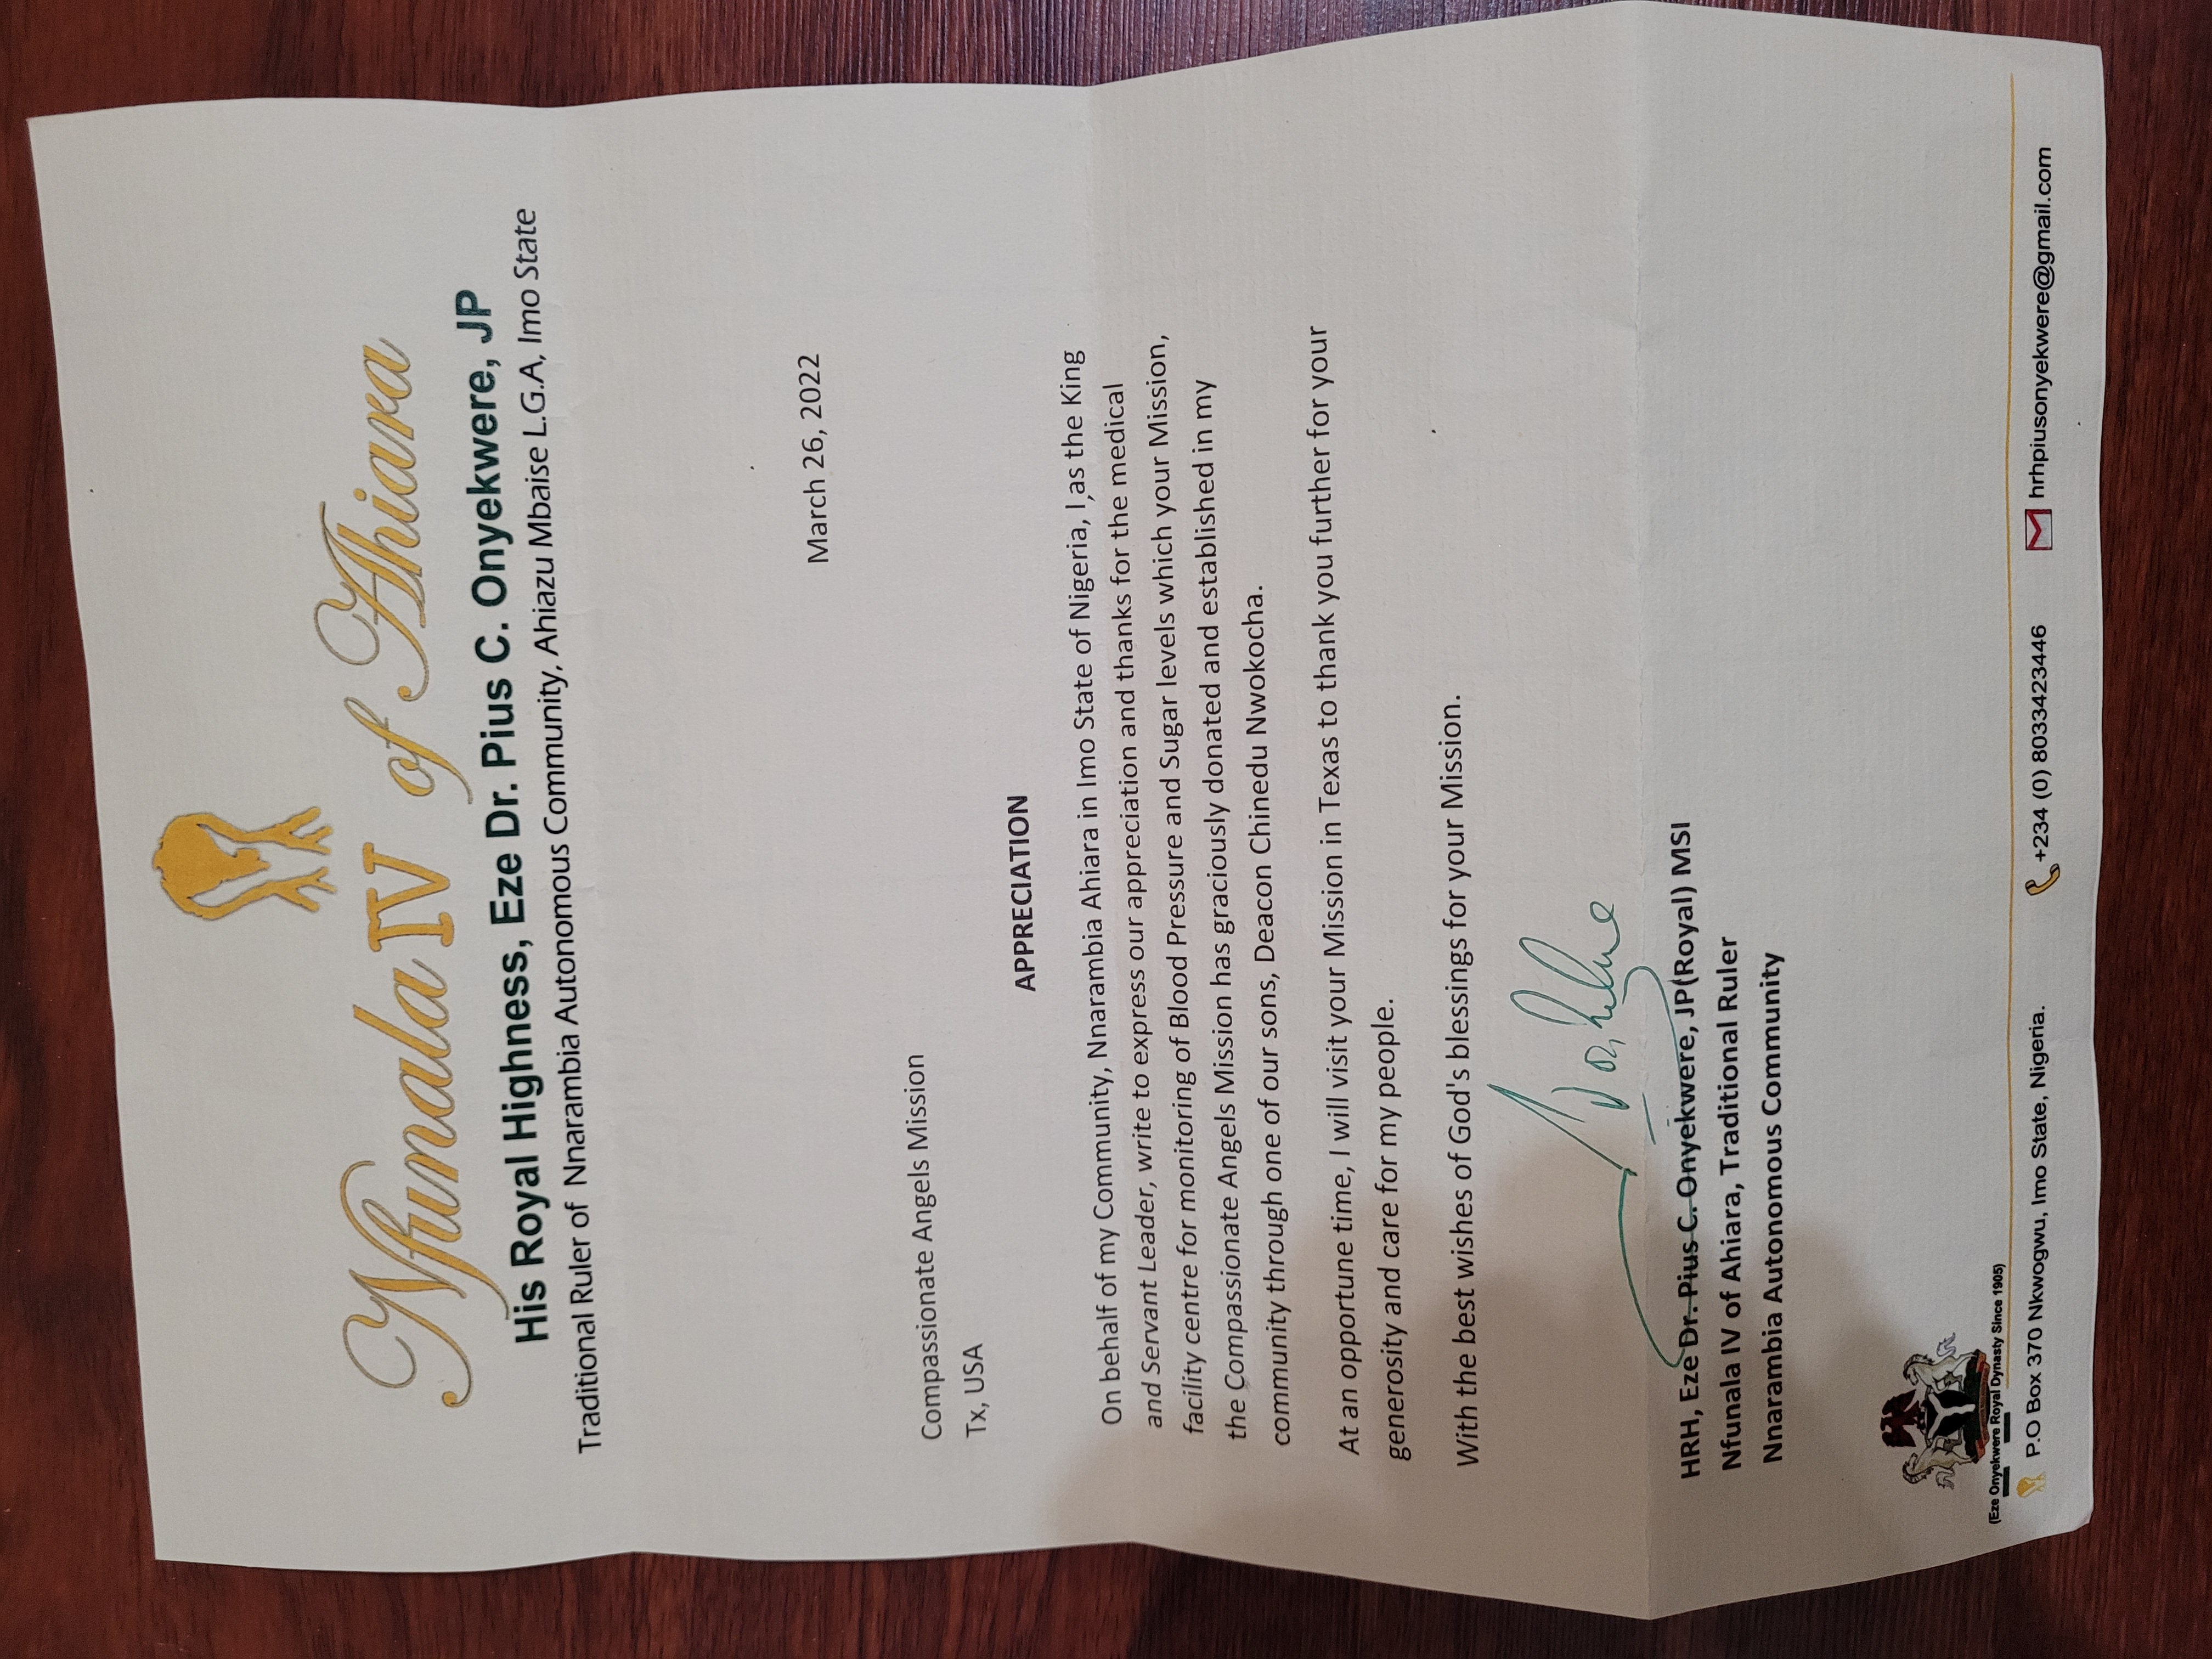 Nfunala IV of Ahiara
His Royal Highness, Eze Dr. Pius C. Onyekwere, JP
Traditional Ruler of Nnarambia Autonomous Community, Ahiazu Mbaise L.G.A, Imo State
March 26, 2022
Compassionate Angels Mission
Tx, USA
APPRECIATION
On behalf of my Community, Nnarambia Ahiara in Imo State of Nigeria, I, as the King
and Servant Leader, write to express our appreciation and thanks for the medical
facility centre for monitoring of Blood Pressure and Sugar levels which your Mission,
the Compassionate Angels Mission has graciously donated and established in my
community through one of our sons, Deacon Chinedu Nwokocha.
At an opportune time, I will visit your Mission in Texas to thank you further for your
generosity and care for my people.
With the best wishes of God's blessings for your Mission.
HRH, Eze Dr. Pius C. Onyekwere, JP(Royal) MSI
Nfunala IV of Ahiara, Traditional Ruler
Nnarambia Autonomous Community
(Eze Onyekwere Royal Dynasty Since 1905)
P.O Box 370 Nkwogwu, Imo State, Nigeria.
+234 (0) 8033423446
hrhpiusonyekwere@gmail.com